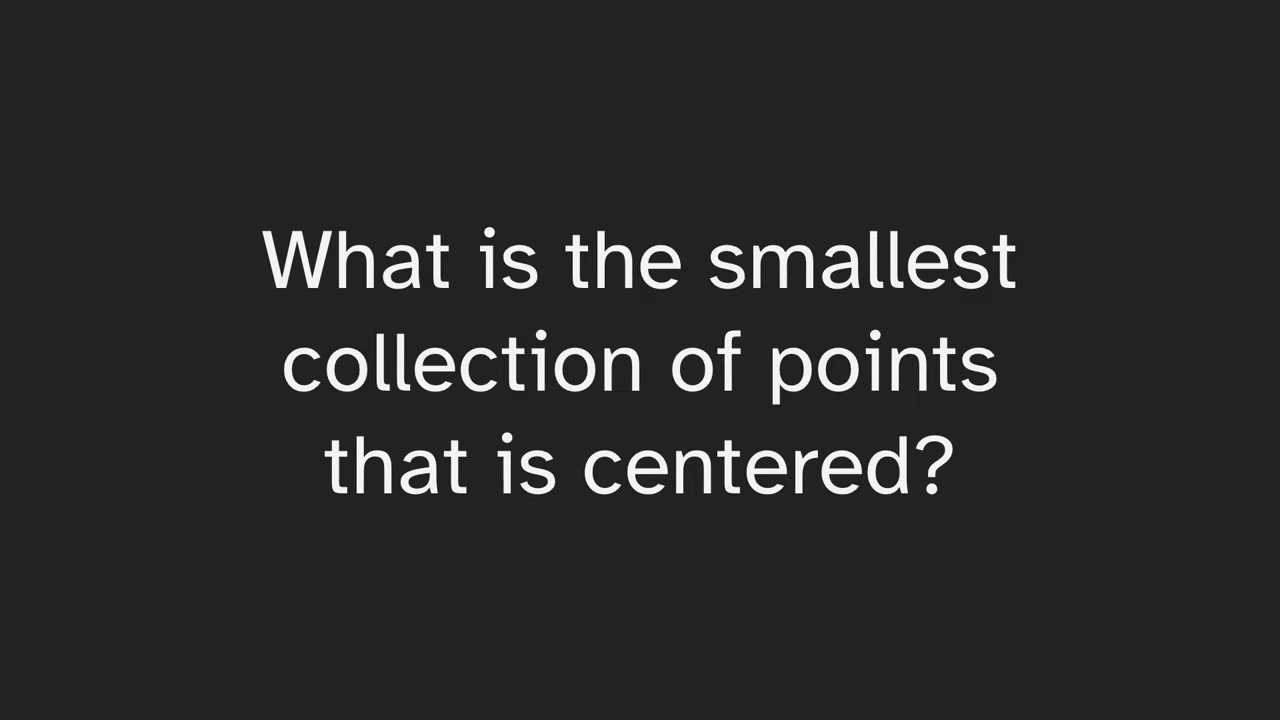 What is the smallest
collection of points
that is centered?